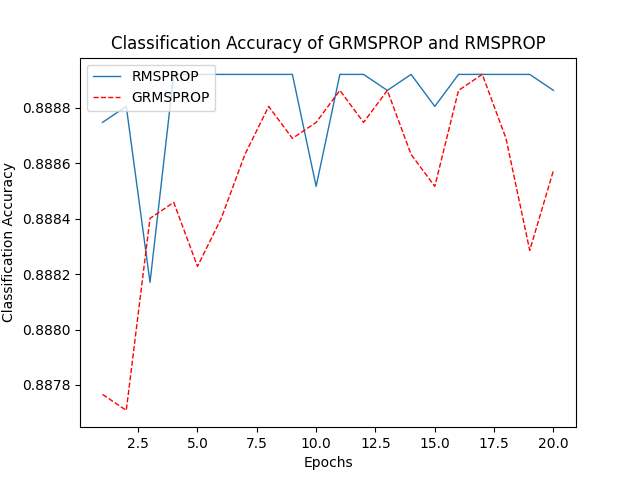 Classification Accuracy of GRMSPROP and RMSPROP
RMSPROP
GRMSPROP
Classification Accuracy
0.8888
0.8886
0.8884
0.8882
0.8880
0.8878
2.5 5.0 7.5 10.0 12.5 15.0 17.5 20.0
Epochs